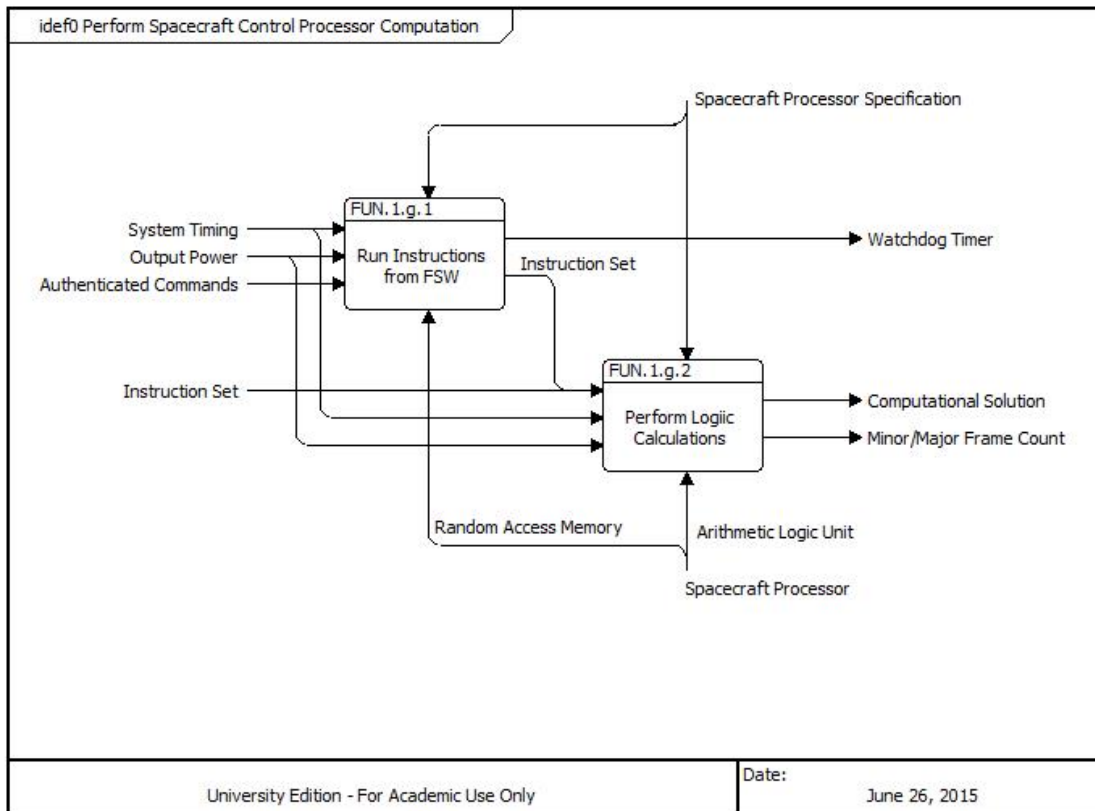 idef0 Perform Spacecraft Control Processor Computation
Spacecraft Processor Specification
FUN.1.g.1
System Timing
Output Power
Authenticated Commands
Run Instructions
from FSW
Watchdog Timer
Instruction Set
FUN.1.g.2
Instruction Set
Perform Logiic
Calculations
Computational Solution
Minor/Major Frame Count
Random Access Memory
Arithmetic Logic Unit
Spacecraft Processor
University Edition - For Academic Use Only
Date:
June 26, 2015